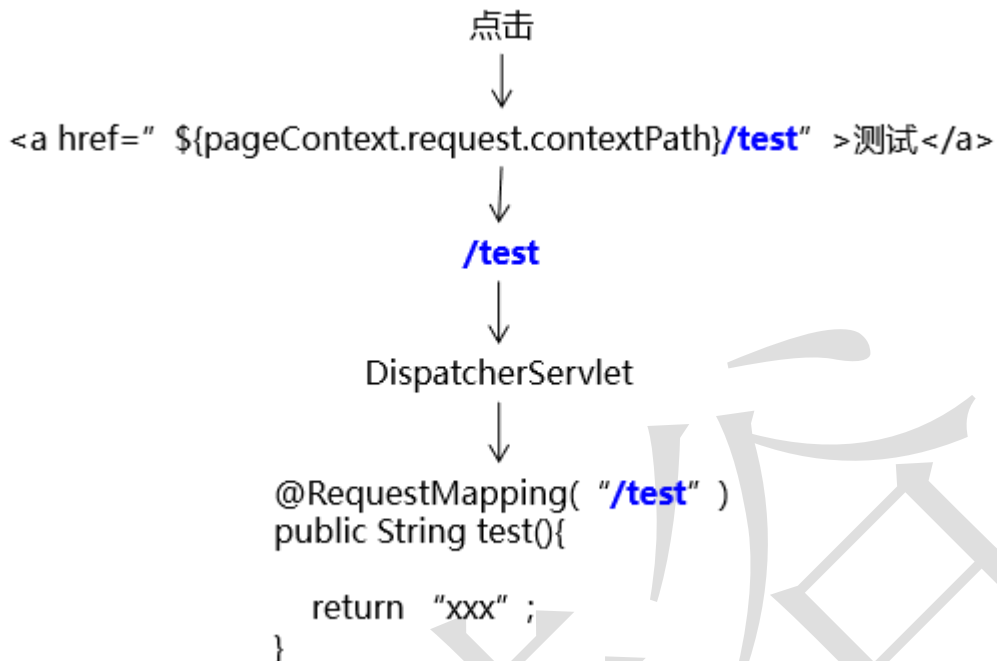 点击
<a href=” ${pageContext.request.contextPath}/test” >测试</a>
/test
DispatcherServlet
@RequestMapping( “/test” )
public String test(){
return “xxx” ;
}